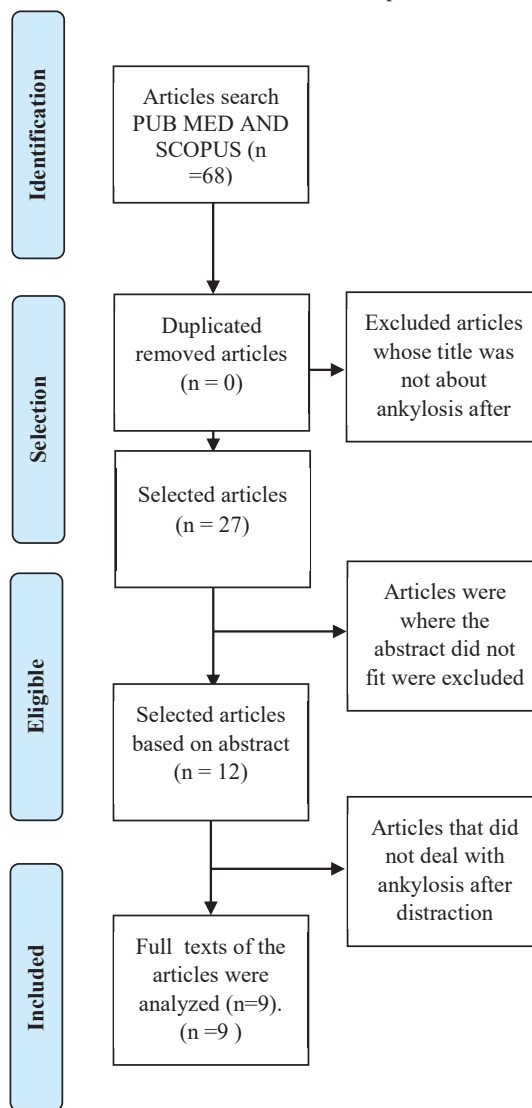 Identification
Articles search
PUB MED AND
SCOPUS (n
=68)
Selection
Duplicated
removed articles
(n = 0)
Excluded articles
whose title was
not about
ankylosis after
Selected articles
(n = 27)
Eligible
Articles were
where the
abstract did not
fit were excluded
Selected articles
based on abstract
(n = 12)
Articles that did
not deal with
ankylosis after
distraction
Included
Full texts of the
articles were
analyzed (n=9).
(n =9 )